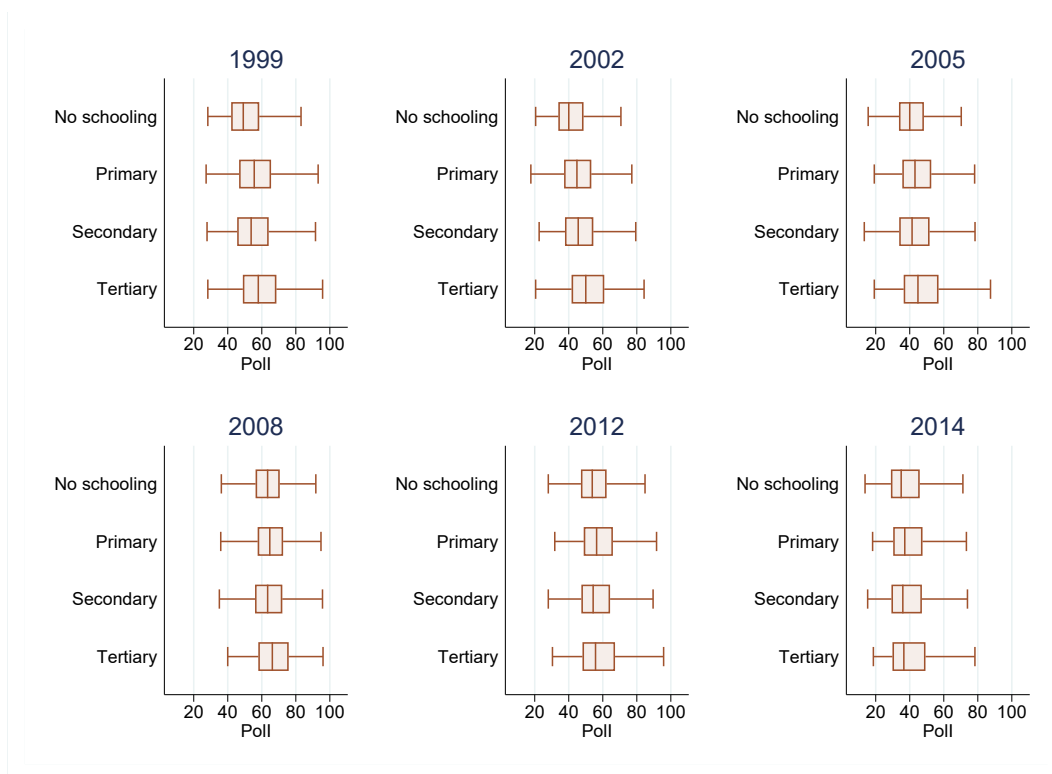 1999
No schooling
Primary
Secondary
Tertiary
20 40 60 80 100
Poll
2002
No schooling
Primary
Secondary
Tertiary
20 40 60 80 100
Poll
2005
No schooling
Primary
Secondary
Tertiary
20 40 60 80 100
Poll
2008
No schooling
Primary
Secondary
Tertiary
20 40 60 80 100
Poll
2012
No schooling
Primary
Secondary
Tertiary
20 40 60 80 100
Poll
2014
No schooling
Primary
Secondary
Tertiary
20 40 60 80 100
Poll